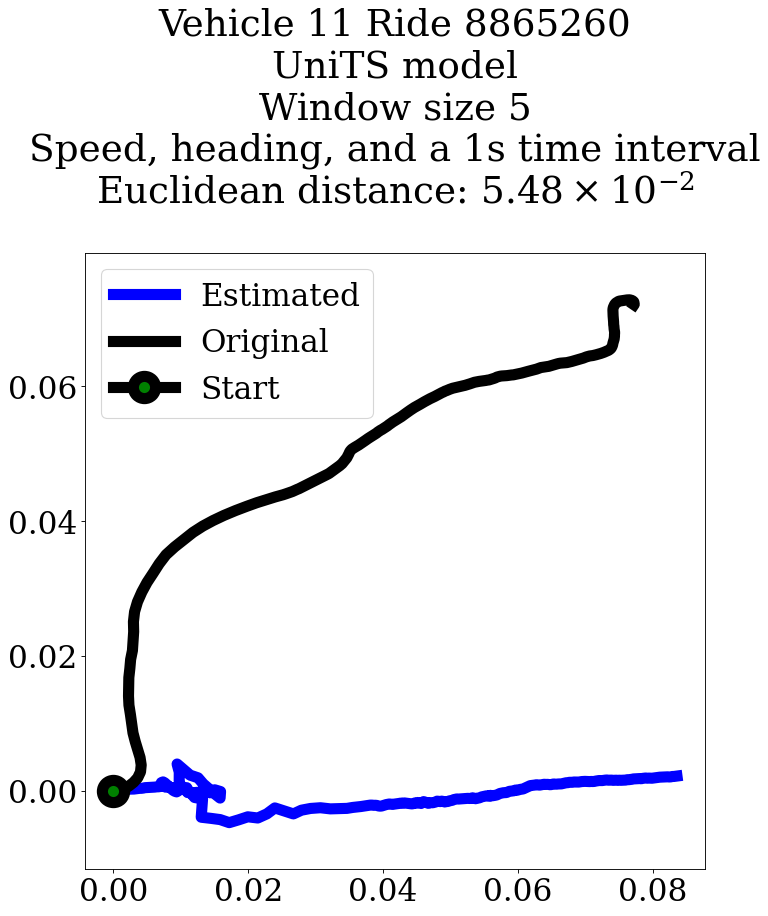 Vehicle 11 Ride 8865260
UniTS model
Window size 5
Speed, heading, and a 1s time interval
Euclidean distance: 5.48 × 10⁻²
Estimated
Original
Start
0.06
0.04
0.02
0.00
0.00 0.02 0.04 0.06 0.08